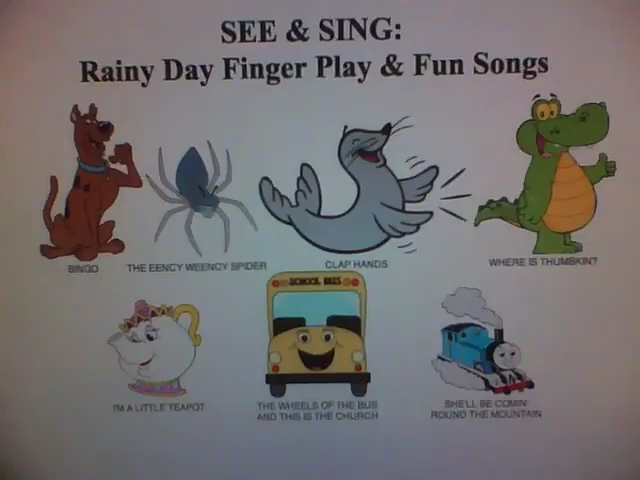 SEE & SING:
Rainy Day Finger Play & Fun Songs
BINGO
THE EENCY WEENCY SPIDER
CLAP HANDS
WHERE IS THUMBKIN?
SCHOOL BUS
I'M A LITTLE TEAPOT
THE WHEELS OF THE BUS
AND THIS IS THE CHURCH
SHE'LL BE COMIN'
ROUND THE MOUNTAIN